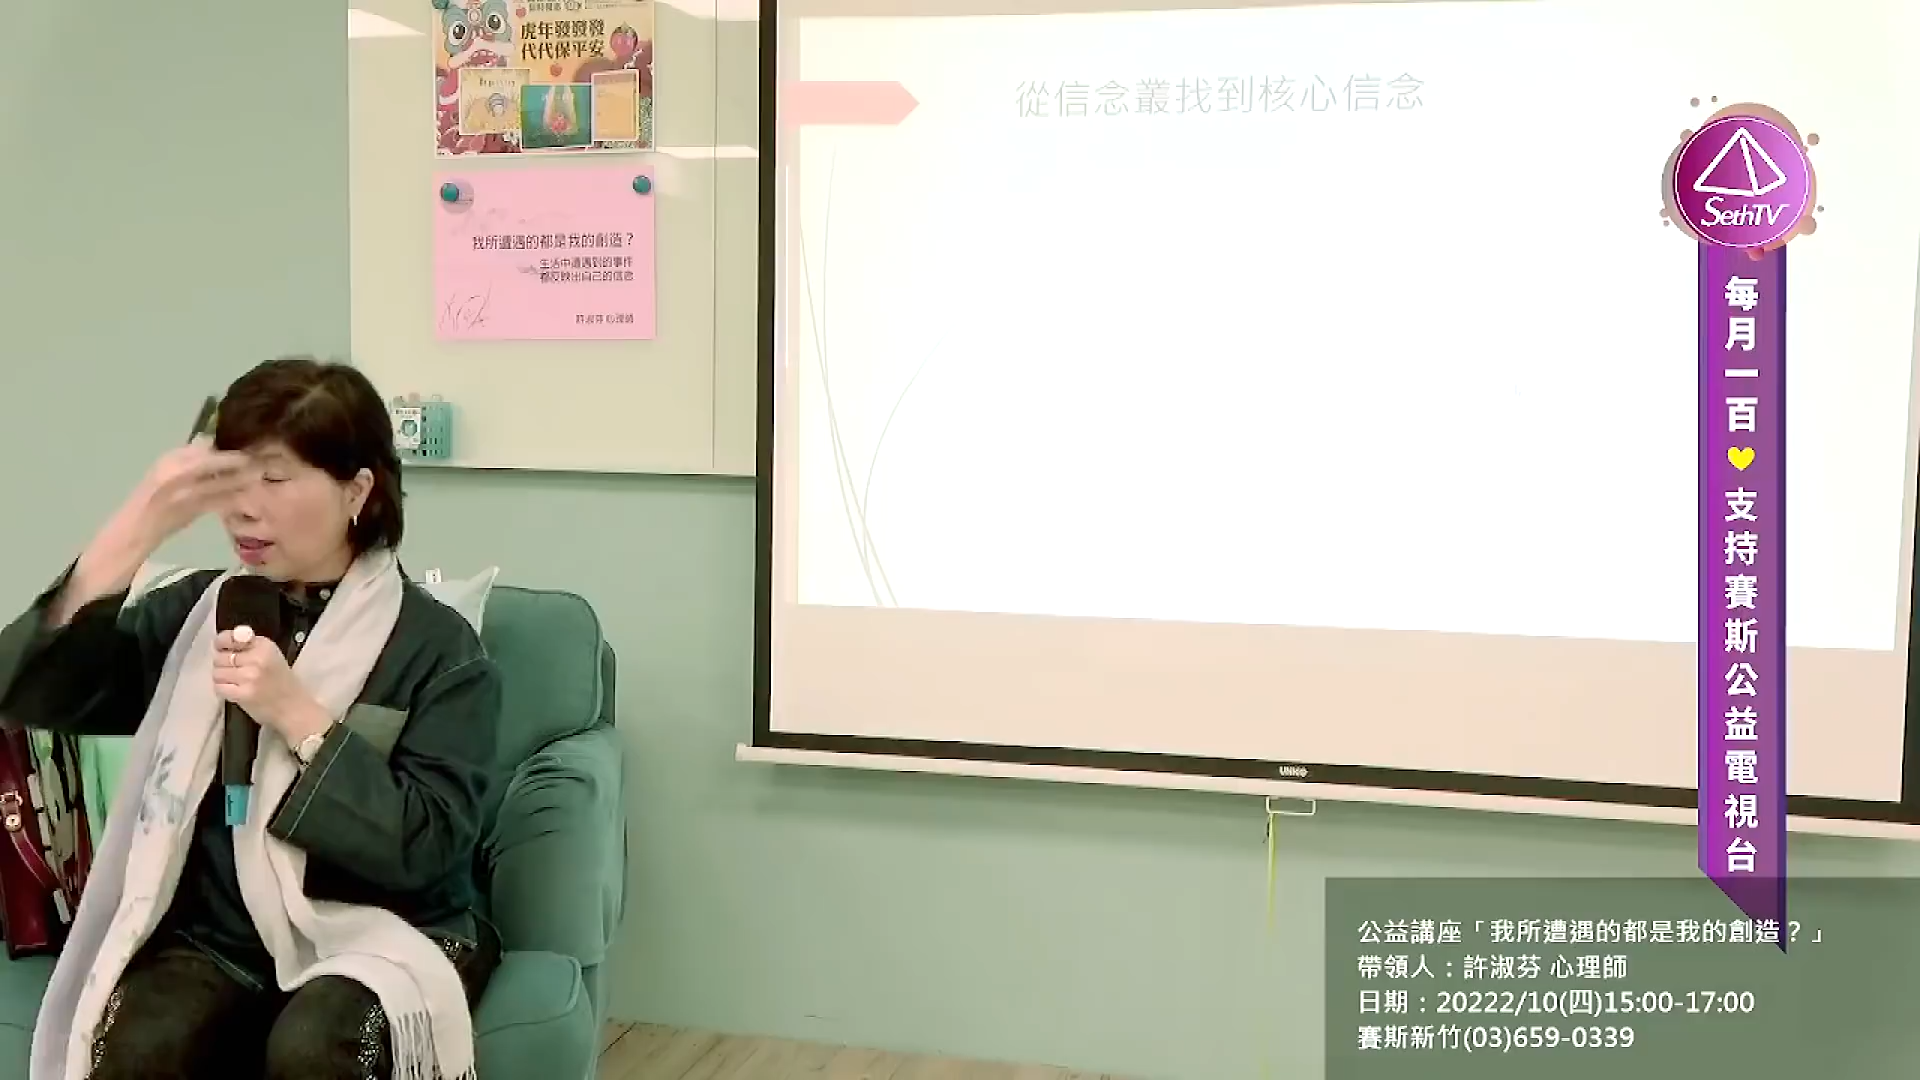 虎年發發發
代代保平安
我所遭遇的都是我的創造？
生活中遭遇到的事件
都反映出自己的信念
許淑芬 心理師
從信念叢找到核心信念
SethTV
每月一百
支持賽斯公益電視台
公益講座「我所遭遇的都是我的創造？」
帶領人：許淑芬 心理師
日期：20222/10(四)15:00-17:00
賽斯新竹(03)659-0339